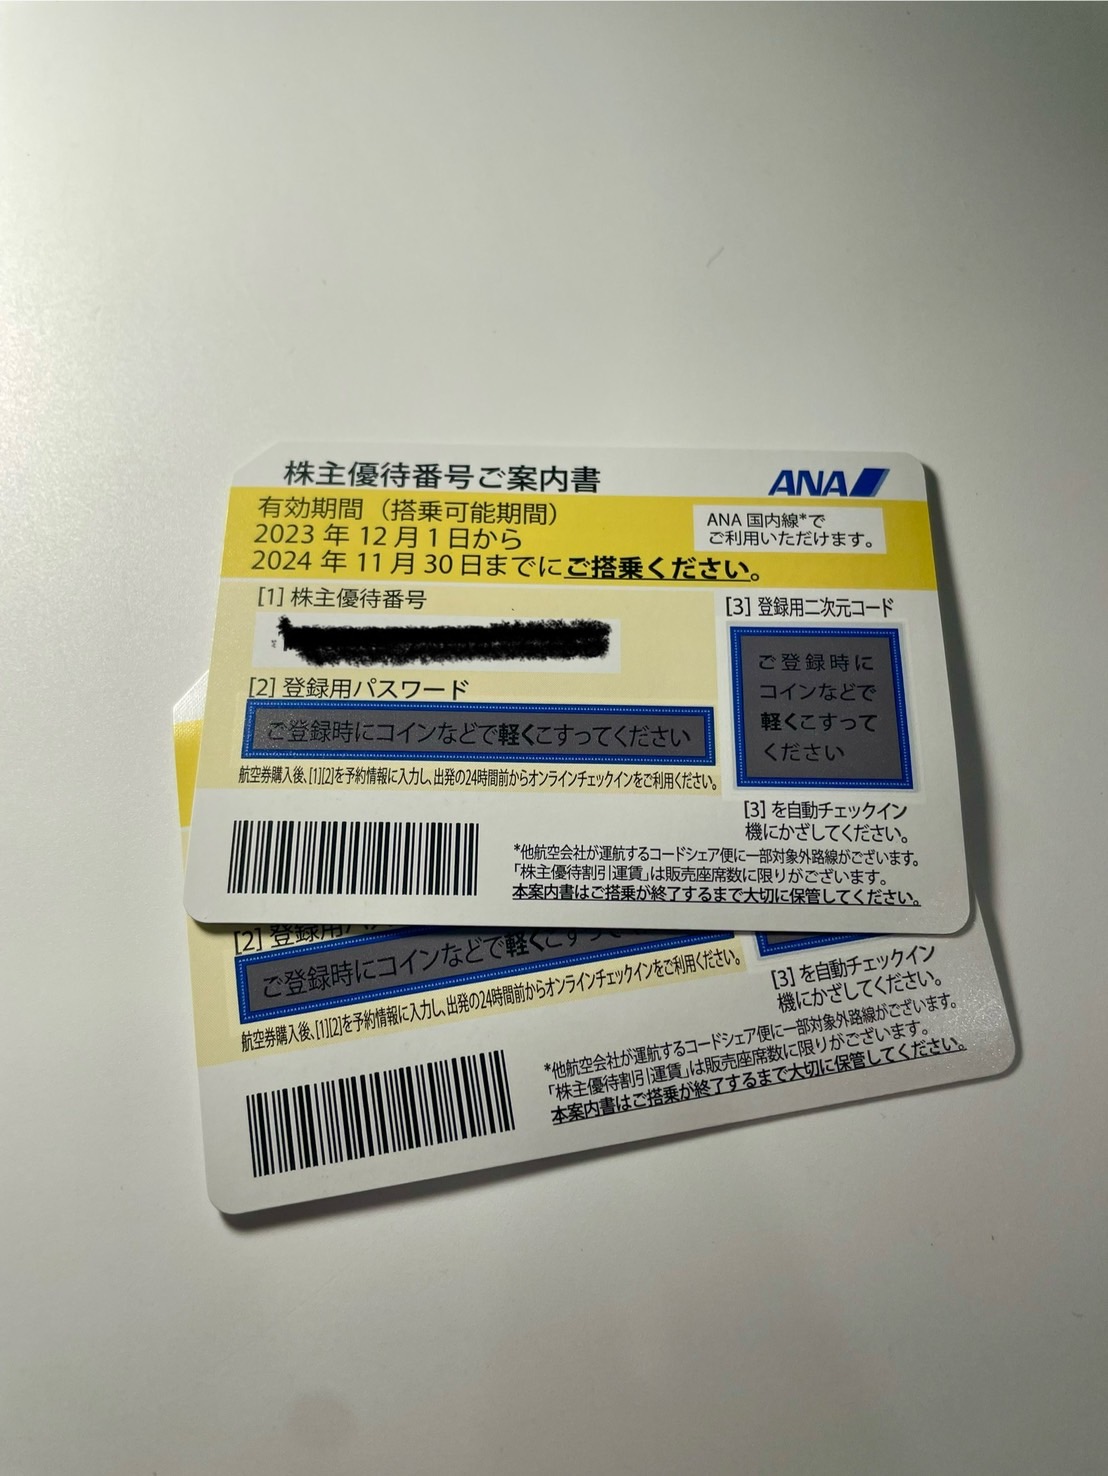 株主優待番号ご案内書
ANA
有効期間（搭乗可能期間）
2023 年 12 月 1 日から
2024 年 11 月 30 日までにご搭乗ください。
ANA 国内線*で
ご利用いただけます。
[1] 株主優待番号
[2] 登録用パスワード
ご登録時にコインなどで軽くこすってください
航空券購入後、[1][2]を予約情報に入力し、出発の24時間前からオンラインチェックインをご利用ください。
[3] 登録用二次元コード
ご登録時に
コインなどで
軽くこすって
ください
[3] を自動チェックイン
機にかざしてください。
*他航空会社が運航するコードシェア便に一部対象外路線がございます。
「株主優待割引運賃」は販売座席数に限りがございます。
本案内書はご搭乗が終了するまで大切に保管してください。
[2] 登録用パ
ご登録時にコインなどで軽くこすって
航空券購入後、[1][2]を予約情報に入力し、出発の24時間前からオンラインチェックインをご利用ください。
[3] を自動チェックイン
機にかざしてください。
*他航空会社が運航するコードシェア便に一部対象外路線がございます。
「株主優待割引運賃」は販売座席数に限りがございます。
本案内書はご搭乗が終了するまで大切に保管してください。